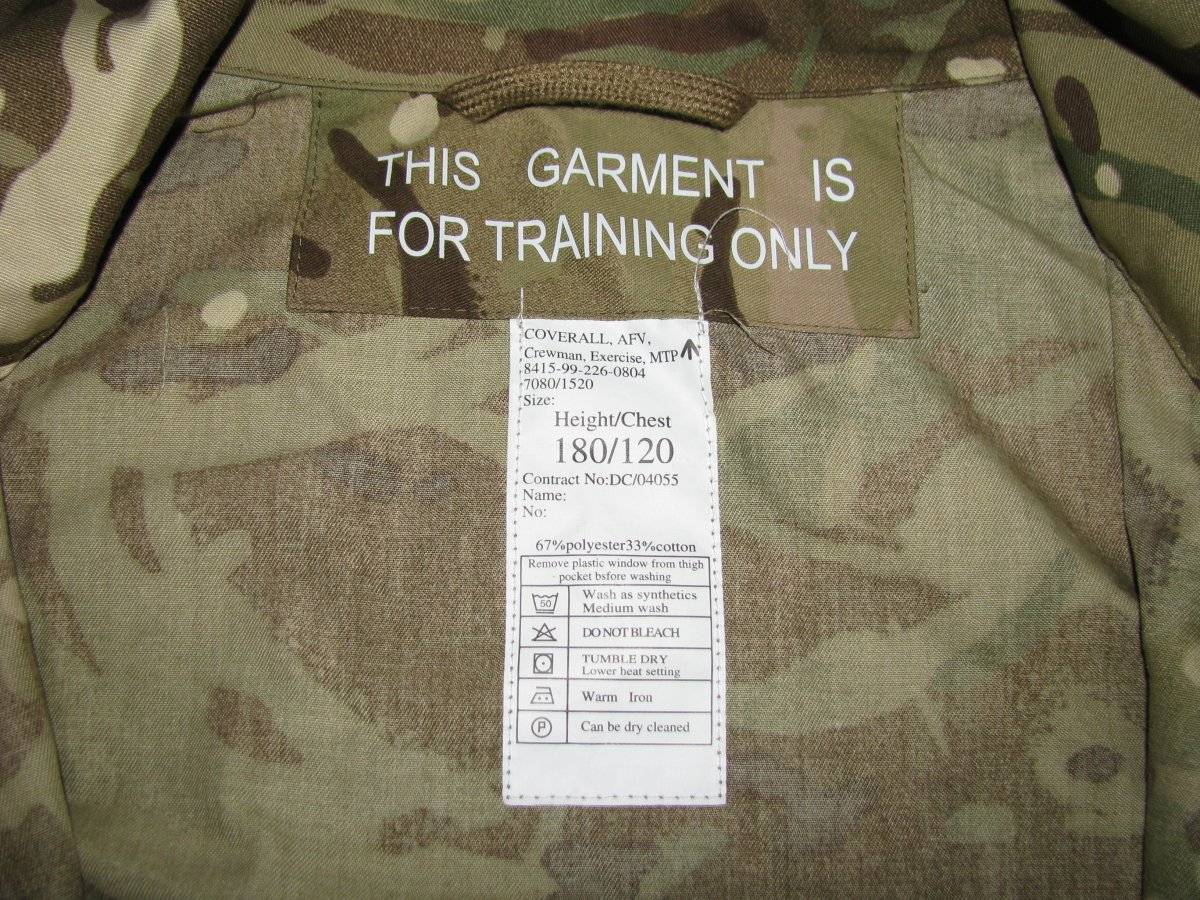 THIS GARMENT IS
FOR TRAINING ONLY
COVERALL, AFV,
Crewman, Exercise, MTP
8415-99-226-0804
7080/1520
Size:
Height/Chest
180/120
Contract No:DC/04055
Name:
No:
67%polyester33%cotton
Remove plastic window from thigh
pocket bsfore washing
50
Wash as synthetics
Medium wash
DO NOT BLEACH
TUMBLE DRY
Lower heat setting
Warm Iron
P
Can be dry cleaned